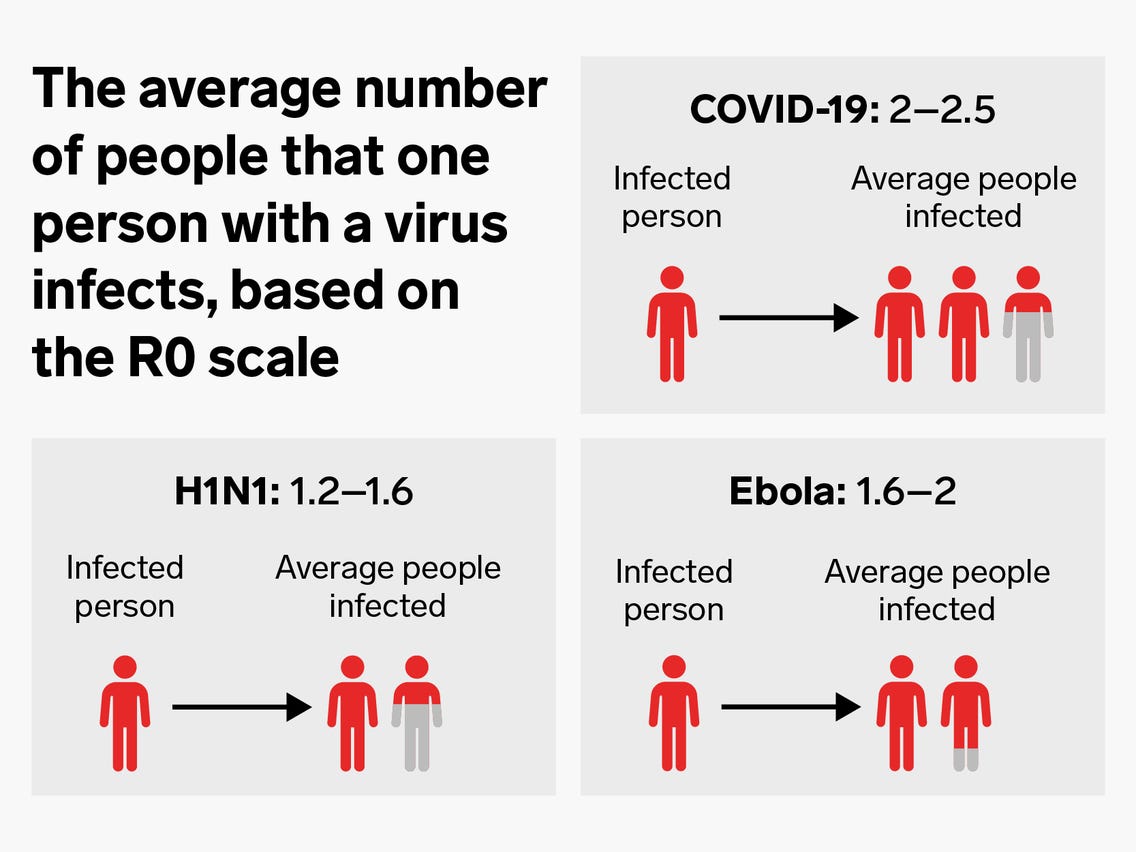 The average number
of people that one
person with a virus
infects, based on
the R0 scale
COVID-19: 2–2.5
Infected
person
Average people
infected
H1N1: 1.2–1.6
Infected
person
Average people
infected
Ebola: 1.6–2
Infected
person
Average people
infected